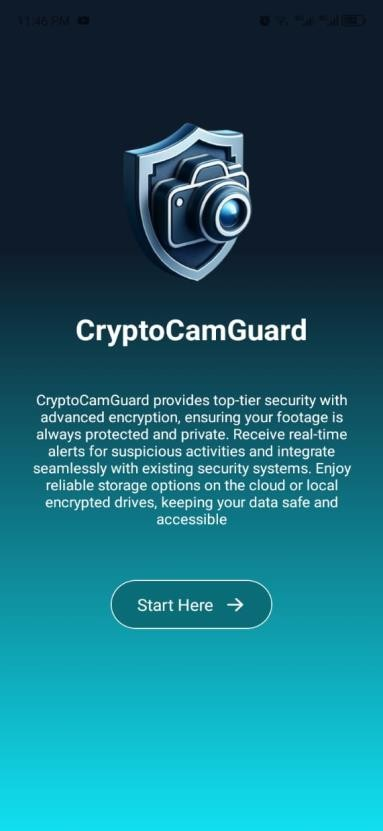 11:46 PM
CryptoCamGuard
CryptoCamGuard provides top-tier security with
advanced encryption, ensuring your footage is
always protected and private. Receive real-time
alerts for suspicious activities and integrate
seamlessly with existing security systems. Enjoy
reliable storage options on the cloud or local
encrypted drives, keeping your data safe and
accessible
Start Here